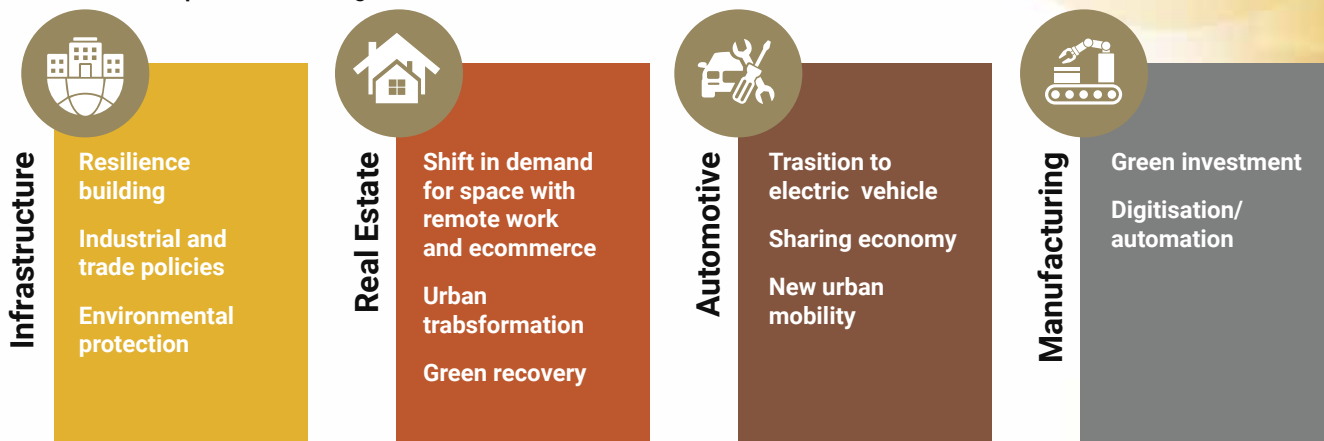 Infrastructure
Resilience
building
Industrial and
trade policies
Environmental
protection
Real Estate
Shift in demand
for space with
remote work
and ecommerce
Urban
trabsformation
Green recovery
Automotive
Trasition to
electric vehicle
Sharing economy
New urban
mobility
Manufacturing
Green investment
Digitisation/
automation